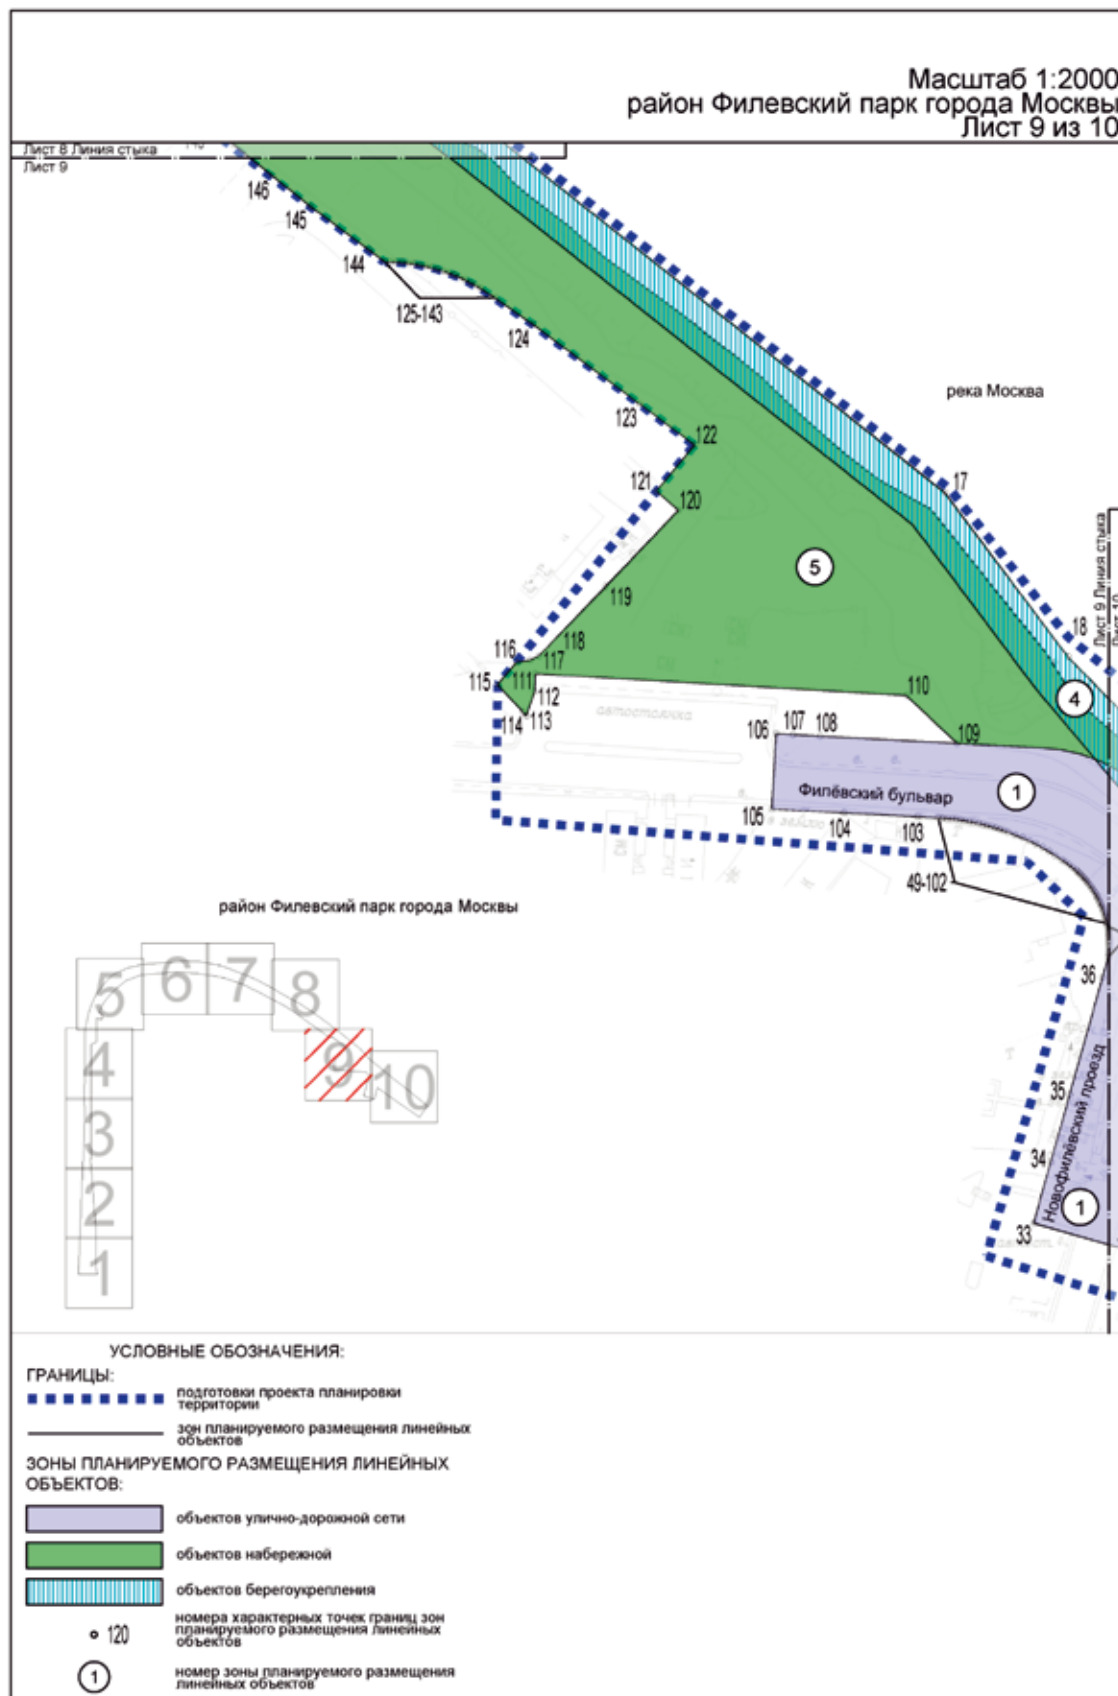 Масштаб 1:2000
район Филевский парк города Москвы
Лист 9 из 10
Лист 8 Линия стыка
Лист 9
146
145
144
125-143
124
123
122
121
120
119
118
117
116
115
111
112
113
114
110
109
106
107
108
105
104
103
49-102
36
35
34
33
17
18
река Москва
Лист 9 Линия стыка
5
4
1
1
автостоянка
Филёвский бульвар
Новофилёвский проезд
район Филевский парк города Москвы
5
6
7
8
4
9
10
3
2
1
УСЛОВНЫЕ ОБОЗНАЧЕНИЯ:
ГРАНИЦЫ:
подготовки проекта планировки
территории
зон планируемого размещения линейных
объектов
ЗОНЫ ПЛАНИРУЕМОГО РАЗМЕЩЕНИЯ ЛИНЕЙНЫХ
ОБЪЕКТОВ:
объектов улично-дорожной сети
объектов набережной
объектов берегоукрепления
120
номера характерных точек границ зон
планируемого размещения линейных
объектов
1
номер зоны планируемого размещения
линейных объектов